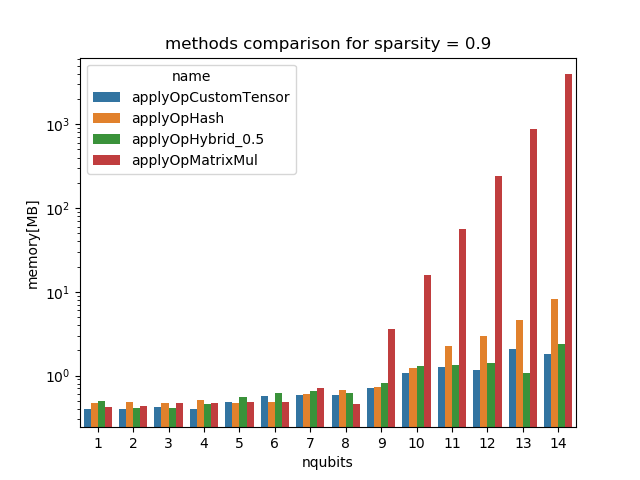 methods comparison for sparsity = 0.9
name
applyOpCustomTensor
applyOpHash
applyOpHybrid_0.5
applyOpMatrixMul
memory[MB]
10³
10²
10¹
10⁰
1 2 3 4 5 6 7 8 9 10 11 12 13 14
nqubits